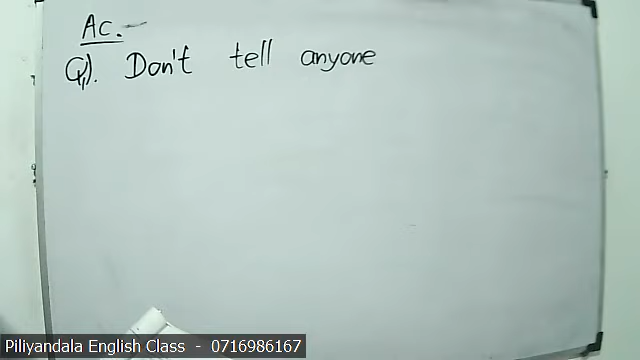 Ac. -
Q1). Don't tell anyone
Piliyandala English Class - 0716986167